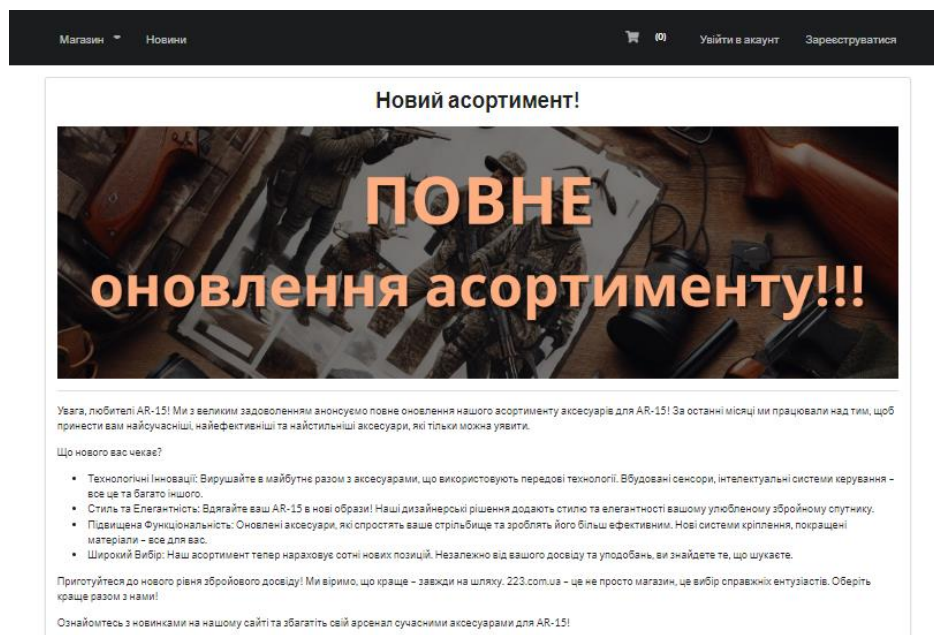 Магазин Новини (0) Увійти в акаунт Зареєструватися
Новий асортимент!
ПОВНЕ
оновлення асортименту!!!
Увага, любителі AR-15! Ми з великим задоволенням анонсуємо повне оновлення нашого асортименту аксесуарів для AR-15! За останні місяці ми працювали над тим, щоб
принести вам найсучасніші, найефективніші та найстильніші аксесуари, які тільки можна уявити.
Що нового вас чекає?
• Технологічні Інновації: Вирушайте в майбутнє разом з аксесуарами, що використовують передові технології. Вбудовані сенсори, інтелектуальні системи керування –
все це та багато іншого.
• Стиль та Елегантність: Вдягайте ваш AR-15 в нові образи! Наші дизайнерські рішення додають стилю та елегантності вашому улюбленому збройному спутнику.
• Підвищена Функціональність: Оновлені аксесуари, які спростять ваше стрільбище та зроблять його більш ефективним. Нові системи кріплення, покращені
матеріали – все для вас.
• Широкий Вибір: Наш асортимент тепер нараховує сотні нових позицій. Незалежно від вашого досвіду та уподобань, ви знайдете те, що шукаєте.
Приготуйтеся до нового рівня збройового досвіду! Ми віримо, що краще – завжди на шляху. 223.com.ua – це не просто магазин, це вибір справжніх ентузіастів. Оберіть
краще разом з нами!
Ознайомтесь з новинками на нашому сайті та збагатіть свій арсенал сучасними аксесуарами для AR-15!